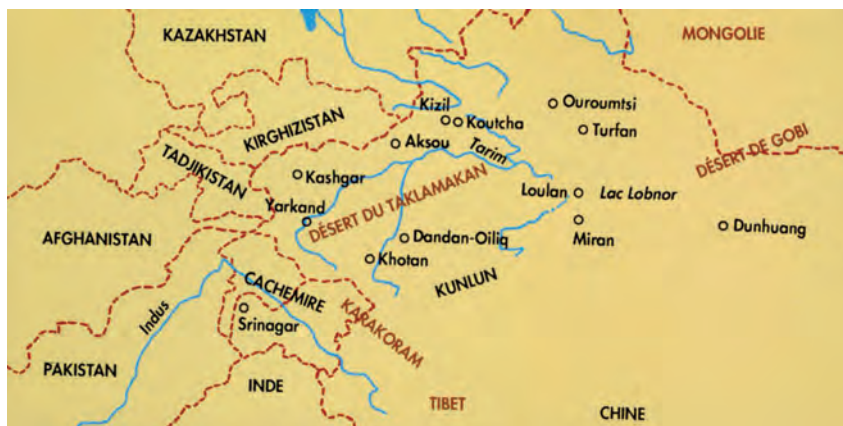 KAZAKHSTAN
MONGOLIE
Kizil
Ouroumtsi
Koutcha
Turfan
KIRGHIZISTAN
Aksou
Tarim
DÉSERT DE GOBI
TADJIKISTAN
Kashgar
Loulan
Lac Lobnor
Yarkand
DÉSERT DU TAKLAMAKAN
Miran
Dunhuang
AFGHANISTAN
Dandan-Oiliq
Khotan
KUNLUN
CACHEMIRE
Indus
Srinagar
KARAKORAM
PAKISTAN
INDE
TIBET
CHINE